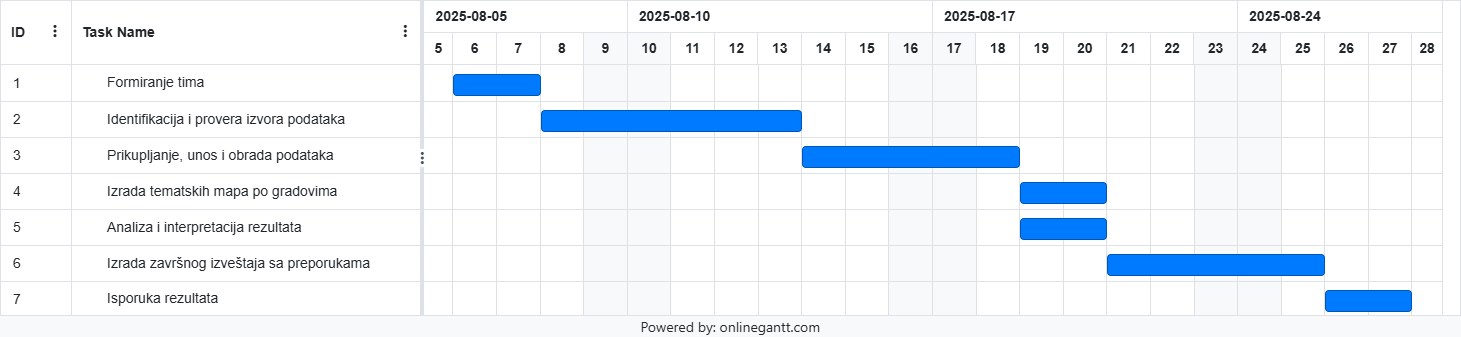 ID Task Name 2025-08-05 2025-08-10 2025-08-17 2025-08-24
5 6 7 8 9 10 11 12 13 14 15 16 17 18 19 20 21 22 23 24 25 26 27 28
1 Formiranje tima
2 Identifikacija i provera izvora podataka
3 Prikupljanje, unos i obrada podataka
4 Izrada tematskih mapa po gradovima
5 Analiza i interpretacija rezultata
6 Izrada završnog izveštaja sa preporukama
7 Isporuka rezultata
Powered by: onlinegantt.com